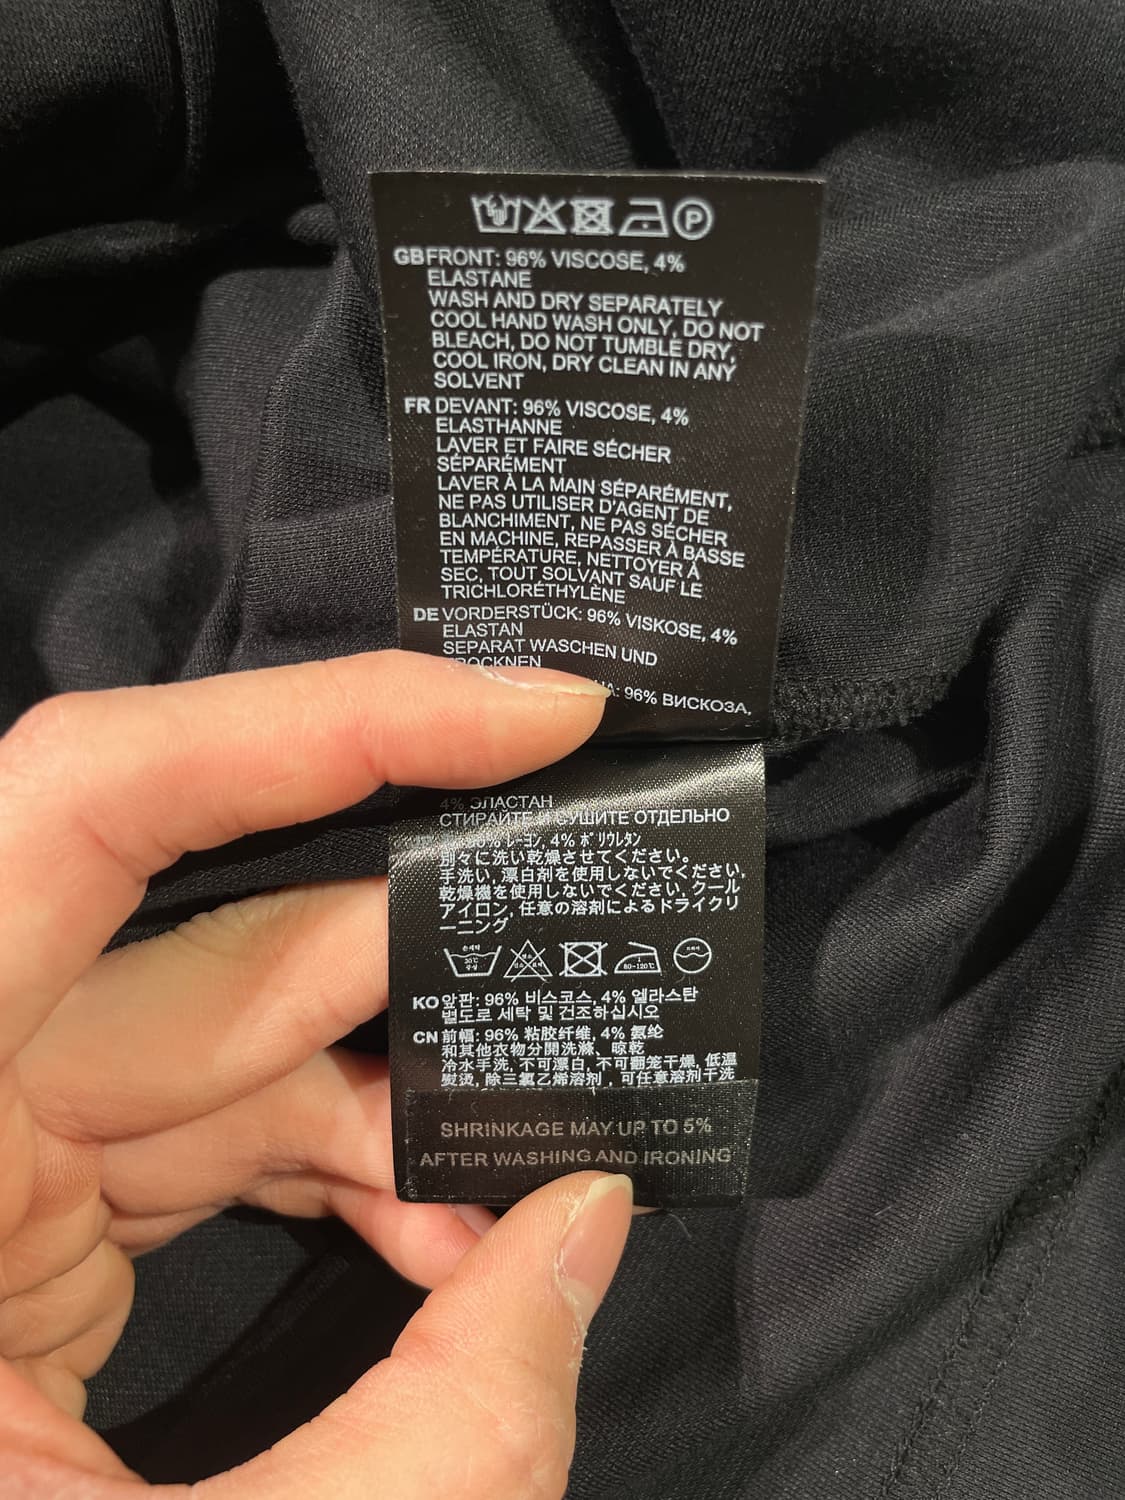 P
GB FRONT: 96% VISCOSE, 4%
ELASTANE
WASH AND DRY SEPARATELY
COOL HAND WASH ONLY, DO NOT
BLEACH, DO NOT TUMBLE DRY,
COOL IRON, DRY CLEAN IN ANY
SOLVENT
FR DEVANT: 96% VISCOSE, 4%
ELASTHANNE
LAVER ET FAIRE SÉCHER
SÉPARÉMENT
LAVER À LA MAIN SÉPARÉMENT,
NE PAS UTILISER D'AGENT DE
BLANCHIMENT, NE PAS SÉCHER
EN MACHINE, REPASSER À BASSE
TEMPÉRATURE, NETTOYER À
SEC, TOUT SOLVANT SAUF LE
TRICHLORÉTHYLÈNE
DE VORDERSTÜCK: 96% VISKOSE, 4%
ELASTAN
SEPARAT WASCHEN UND
TROCKNEN
96% ВИСКОЗА,
4% ЭЛАСТАН
СТИРАЙТЕ И СУШИТЕ ОТДЕЛЬНО
レーヨン, 4% ポリウレタン
別々に洗い乾燥させてください。
手洗い, 漂白剤を使用しないでください,
乾燥機を使用しないでください, クール
アイロン, 任意の溶剤によるドライクリ
ーニング
30℃ 80-120℃
KO 앞판: 96% 비스코스, 4% 엘라스탄
별도로 세탁 및 건조하십시오
CN 前幅: 96% 粘胶纤维, 4% 氨纶
和其他衣物分開洗滌、晾乾
冷水手洗, 不可漂白, 不可翻笼干燥, 低温
熨烫, 除三氯乙烯溶剂, 可任意溶剂干洗
SHRINKAGE MAY UP TO 5%
AFTER WASHING AND IRONING